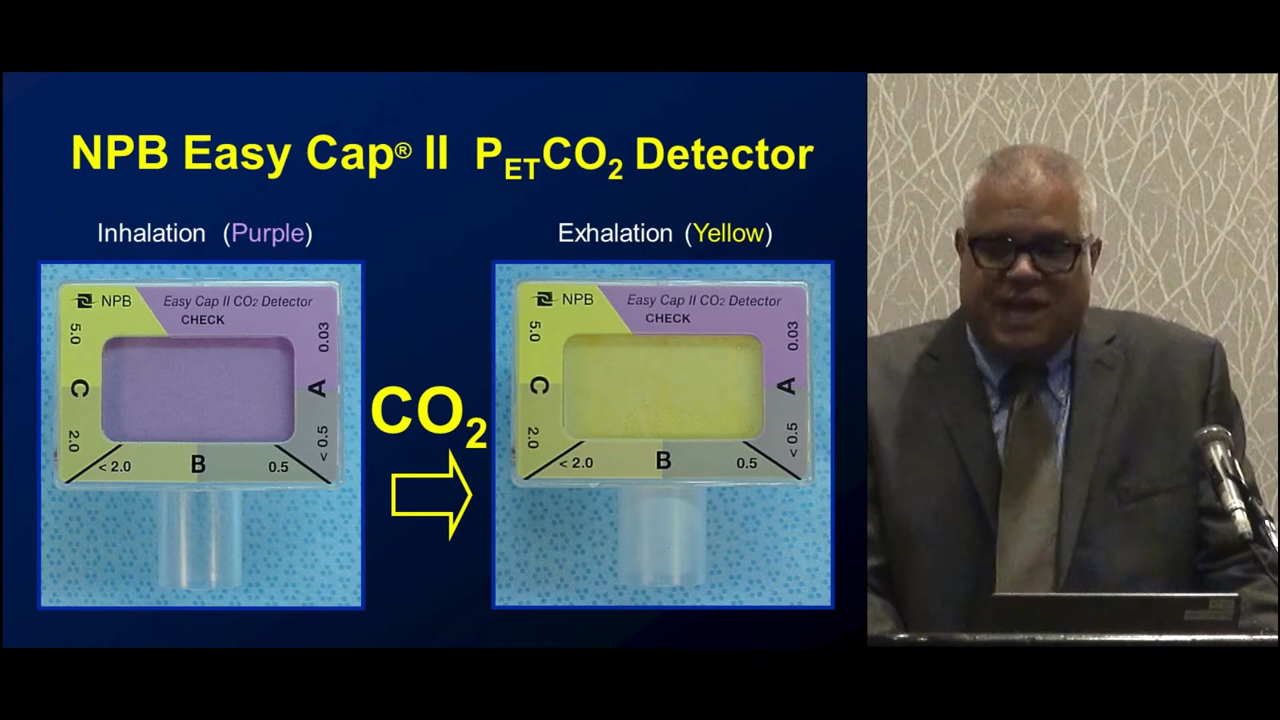 NPB Easy Cap® II PETCO2 Detector
Inhalation (Purple)
Exhalation (Yellow)
NPB
Easy Cap II CO2 Detector
CHECK
5.0
0.03
C
A
2.0
< 0.5
< 2.0
B
0.5
CO2
NPB
Easy Cap II CO2 Detector
CHECK
5.0
0.03
C
A
2.0
< 0.5
< 2.0
B
0.5